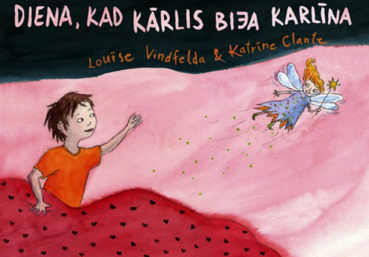 DIENA, KAD KĀRLIS BIJA KARLĪNA
Louise Vindfelda & Katrine Clante